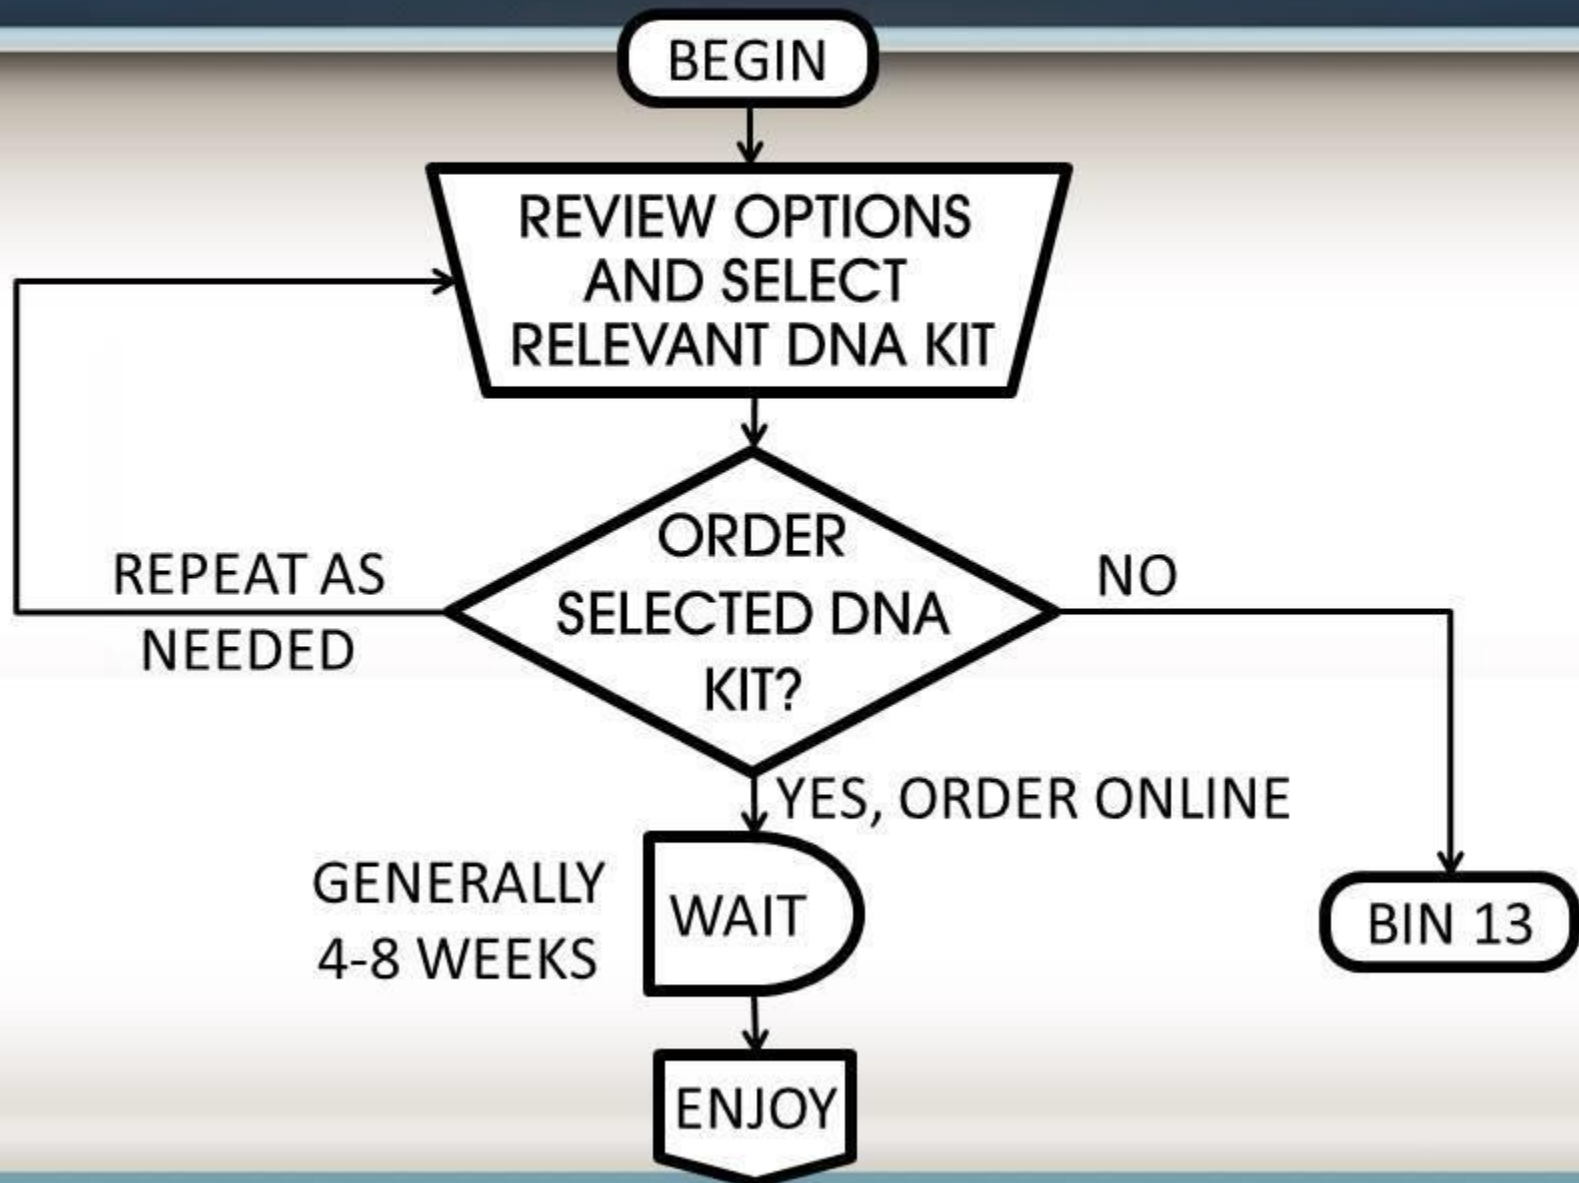 BEGIN
REVIEW OPTIONS
AND SELECT
RELEVANT DNA KIT
ORDER
SELECTED DNA
KIT?
REPEAT AS
NEEDED
NO
YES, ORDER ONLINE
GENERALLY
4-8 WEEKS
WAIT
BIN 13
ENJOY